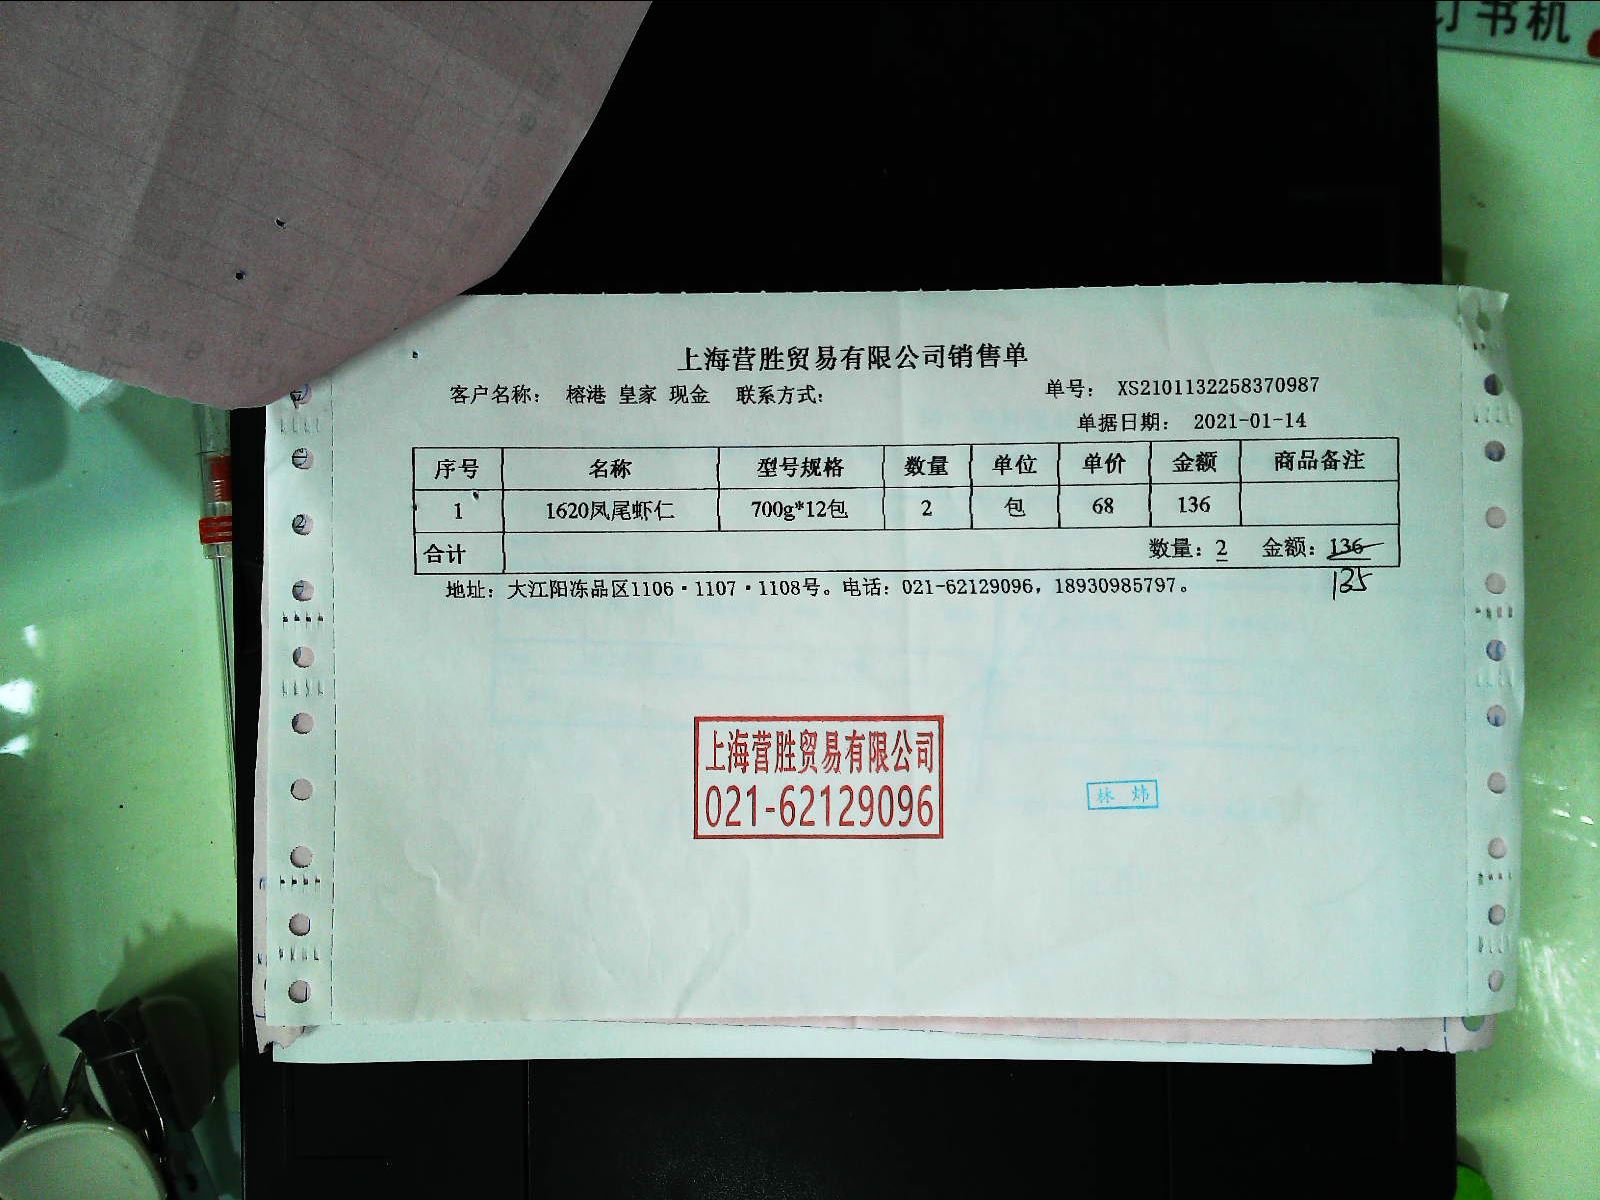 订书机
上海营胜贸易有限公司销售单
客户名称： 榕港 皇家 现金 联系方式：
单号： XS2101132258370987
单据日期： 2021-01-14
序号 名称 型号规格 数量 单位 单价 金额 商品备注
1 1620凤尾虾仁 700g*12包 2 包 68 136
合计 数量：2 金额：136
135
地址：大江阳冻品区1106·1107·1108号。电话：021-62129096，18930985797。
上海营胜贸易有限公司
021-62129096
林 炜